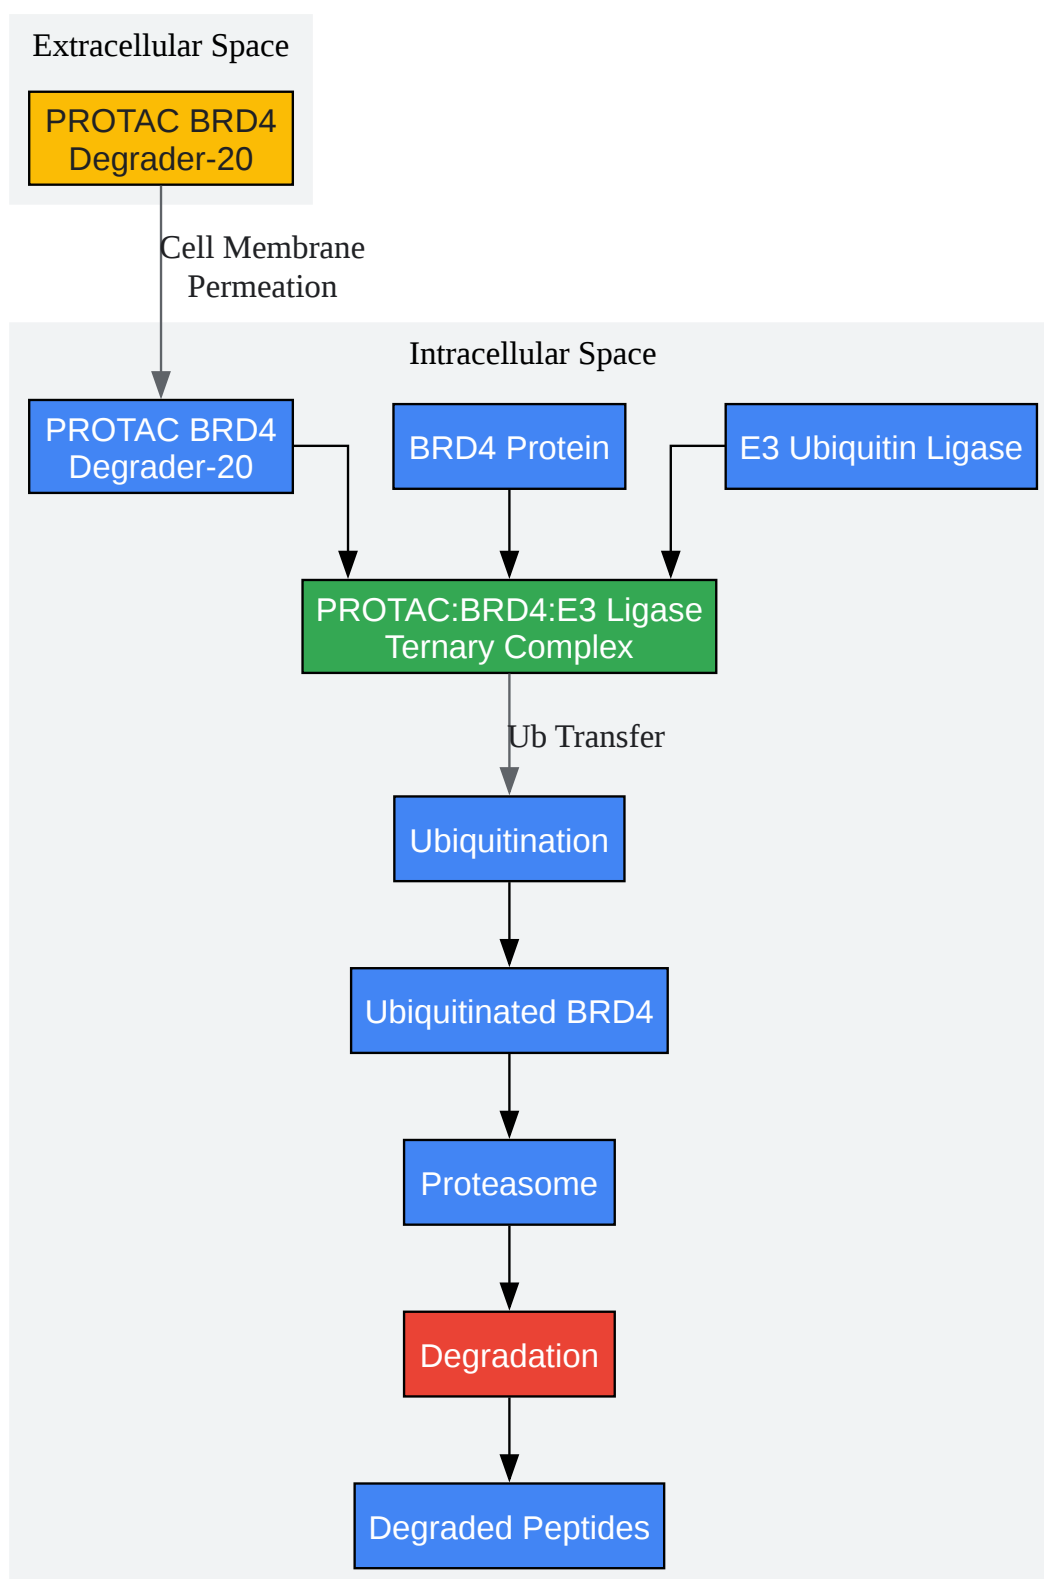 Extracellular Space
PROTAC BRD4
Degrader-20
Cell Membrane
Permeation
Intracellular Space
PROTAC BRD4
Degrader-20
BRD4 Protein
E3 Ubiquitin Ligase
PROTAC:BRD4:E3 Ligase
Ternary Complex
Ub Transfer
Ubiquitination
Ubiquitinated BRD4
Proteasome
Degradation
Degraded Peptides